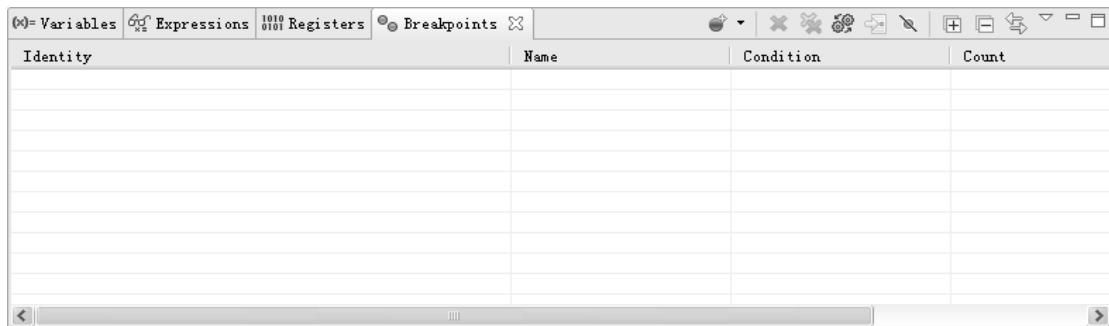 (x)= Variables Expressions 1010 0101 Registers Breakpoints
Identity Name Condition Count